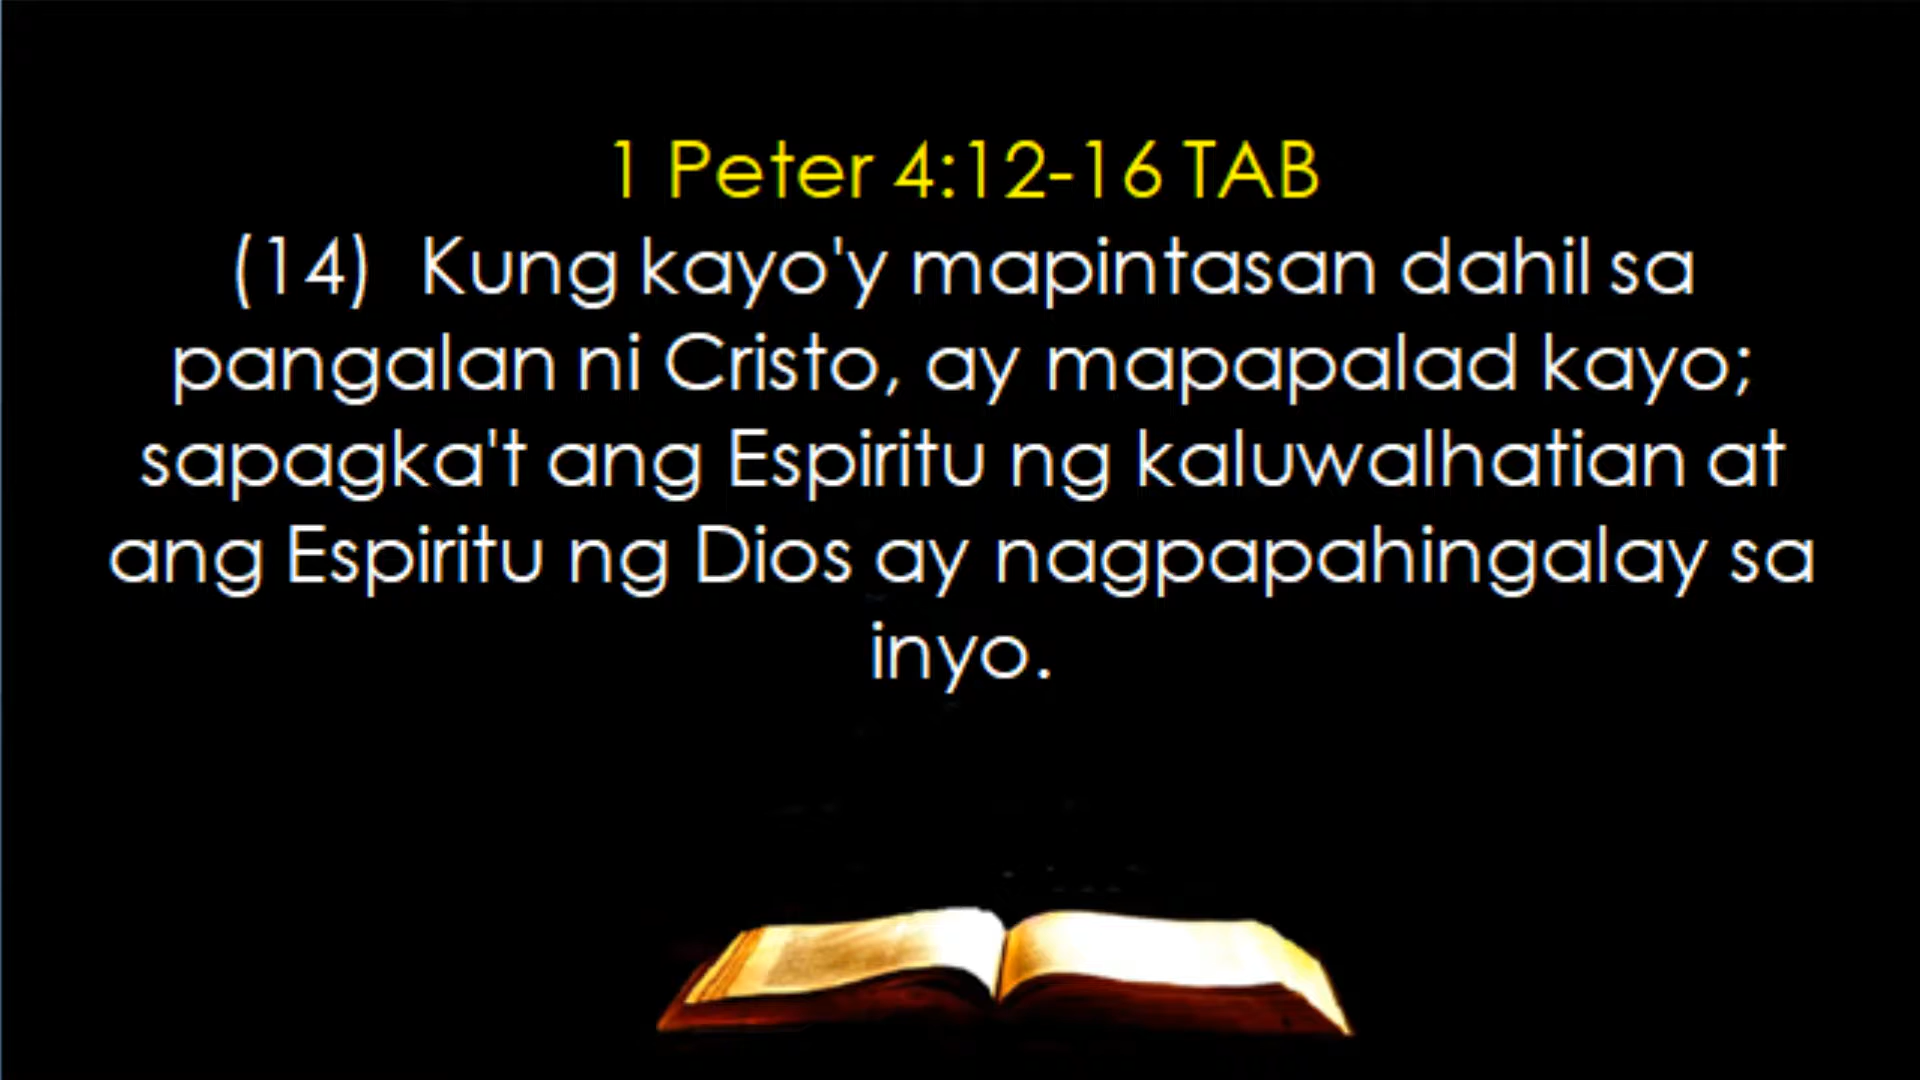 1 Peter 4:12-16 TAB
(14) Kung kayo'y mapintasan dahil sa
pangalan ni Cristo, ay mapapalad kayo;
sapagka't ang Espiritu ng kaluwalhatian at
ang Espiritu ng Dios ay nagpapahingalay sa
inyo.